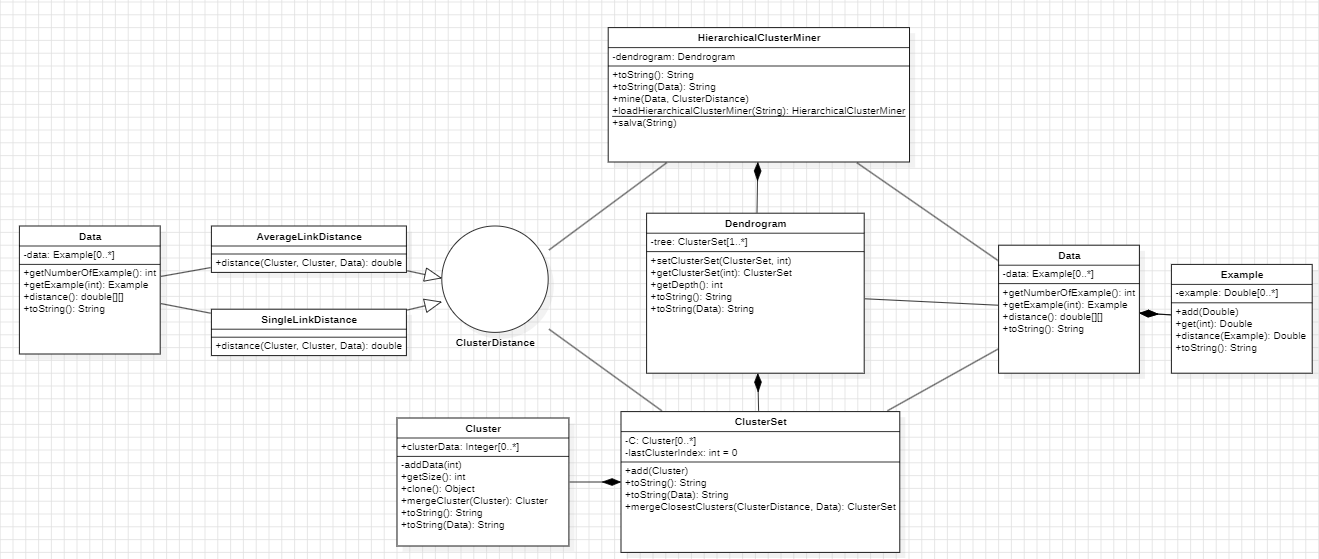 HierarchicalClusterMiner
-dendrogram: Dendrogram
+toString(): String
+toString(Data): String
+mine(Data, ClusterDistance)
+loadHierarchicalClusterMiner(String): HierarchicalClusterMiner
+salva(String)
Data
-data: Example[0..*]
+getNumberOfExample(): int
+getExample(int): Example
+distance(): double[][]
+toString(): String
AverageLinkDistance
+distance(Cluster, Cluster, Data): double
SingleLinkDistance
+distance(Cluster, Cluster, Data): double
ClusterDistance
Dendrogram
-tree: ClusterSet[1..*]
+setClusterSet(ClusterSet, int)
+getClusterSet(int): ClusterSet
+getDepth(): int
+toString(): String
+toString(Data): String
Data
-data: Example[0..*]
+getNumberOfExample(): int
+getExample(int): Example
+distance(): double[][]
+toString(): String
Example
-example: Double[0..*]
+add(Double)
+get(int): Double
+distance(Example): Double
+toString(): String
Cluster
+clusterData: Integer[0..*]
-addData(int)
+getSize(): int
+clone(): Object
+mergeCluster(Cluster): Cluster
+toString(): String
+toString(Data): String
ClusterSet
-C: Cluster[0..*]
-lastClusterIndex: int = 0
+add(Cluster)
+toString(): String
+toString(Data): String
+mergeClosestClusters(ClusterDistance, Data): ClusterSet